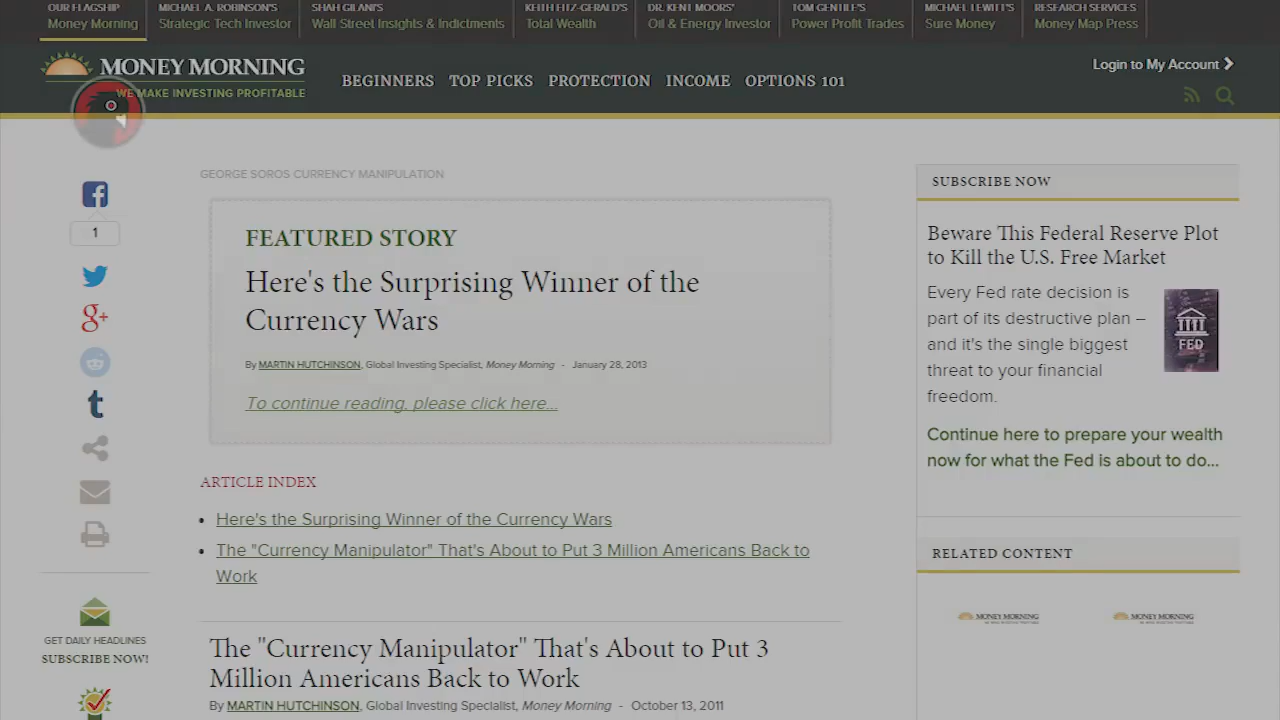 OUR FLAGSHIP
Money Morning
MICHAEL A. ROBINSON'S
Strategic Tech Investor
SHAH GILANI'S
Wall Street Insights & Indictments
KEITH FITZ-GERALD'S
Total Wealth
DR. KENT MOORS'
Oil & Energy Investor
TOM GENTILE'S
Power Profit Trades
MICHAEL LEWITT'S
Sure Money
RESEARCH SERVICES
Money Map Press
MONEY MORNING
WE MAKE INVESTING PROFITABLE
BEGINNERS TOP PICKS PROTECTION INCOME OPTIONS 101
Login to My Account
1
GET DAILY HEADLINES
SUBSCRIBE NOW!
GEORGE SOROS CURRENCY MANIPULATION
FEATURED STORY
Here's the Surprising Winner of the
Currency Wars
By MARTIN HUTCHINSON, Global Investing Specialist, Money Morning - January 28, 2013
To continue reading, please click here...
ARTICLE INDEX
• Here's the Surprising Winner of the Currency Wars
• The "Currency Manipulator" That's About to Put 3 Million Americans Back to
Work
The "Currency Manipulator" That's About to Put 3
Million Americans Back to Work
By MARTIN HUTCHINSON, Global Investing Specialist, Money Morning - October 13, 2011
SUBSCRIBE NOW
Beware This Federal Reserve Plot
to Kill the U.S. Free Market
Every Fed rate decision is
part of its destructive plan –
and it's the single biggest
threat to your financial
freedom.
FED
Continue here to prepare your wealth
now for what the Fed is about to do...
RELATED CONTENT
MONEY MORNING
MONEY MORNING